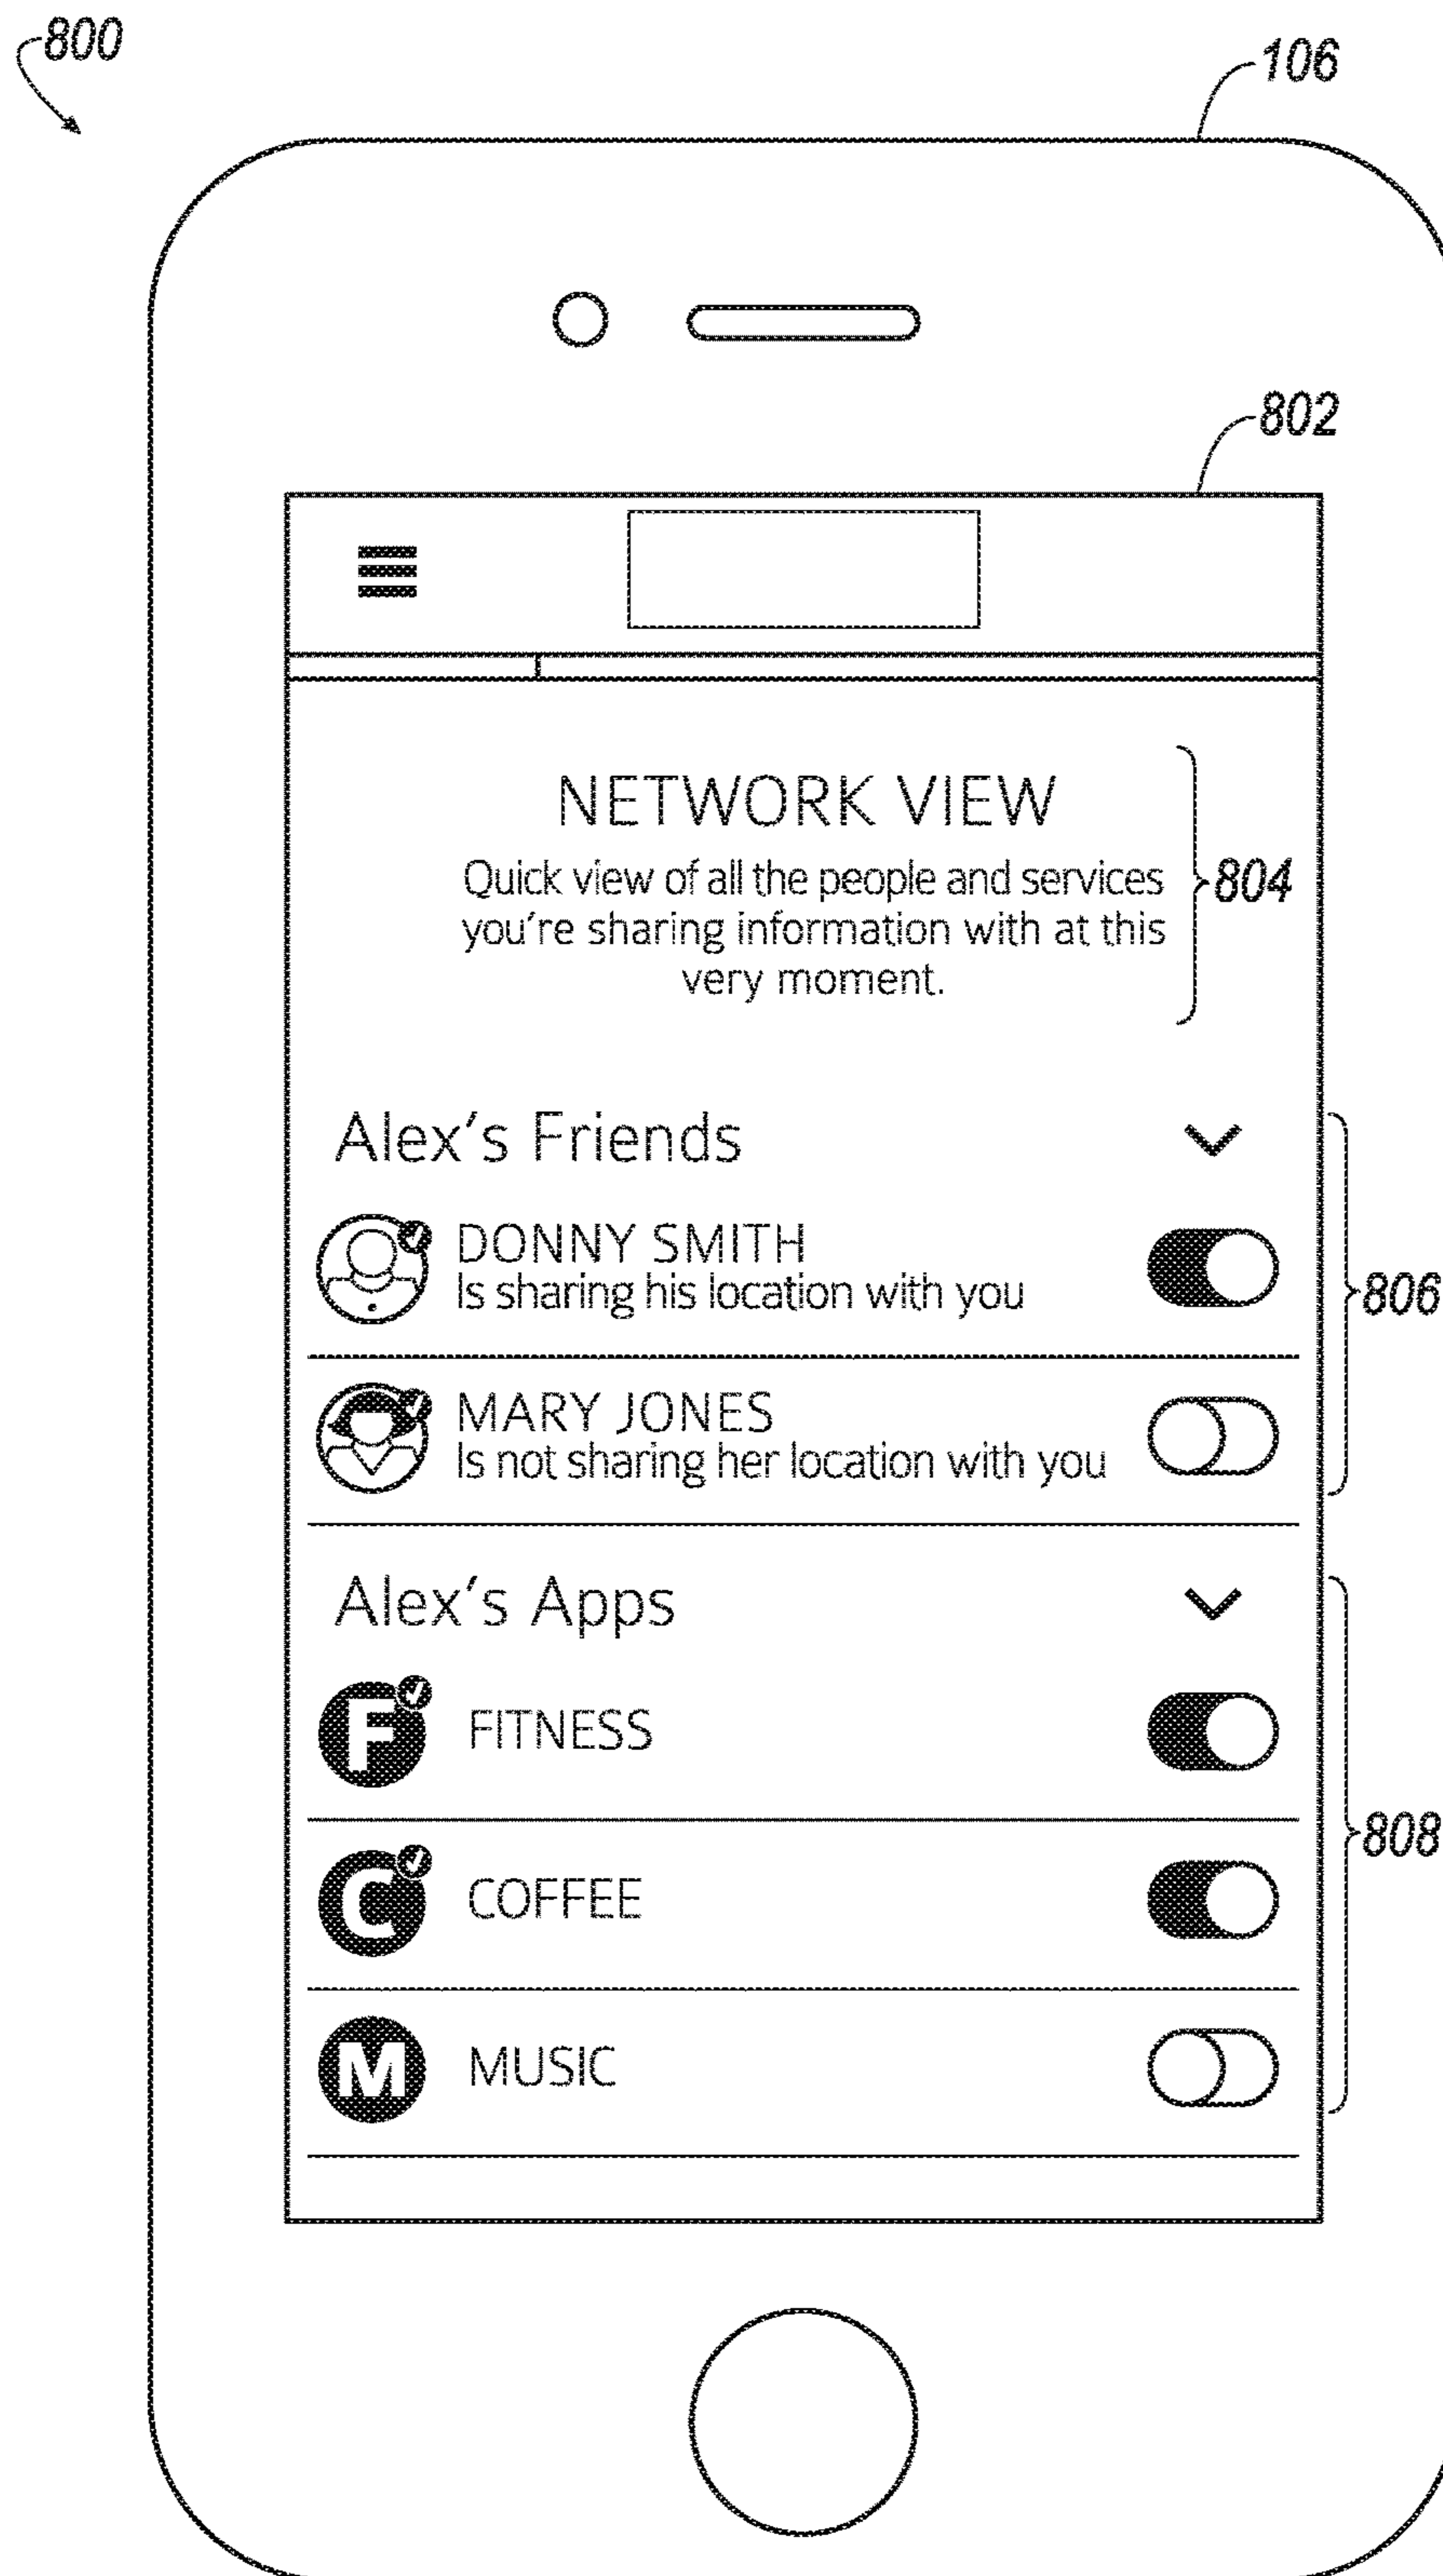 800
106
802
NETWORK VIEW
Quick view of all the people and services
you're sharing information with at this
very moment.
804
Alex's Friends
DONNY SMITH
Is sharing his location with you
806
MARY JONES
Is not sharing her location with you
Alex's Apps
F FITNESS
808
C COFFEE
M MUSIC